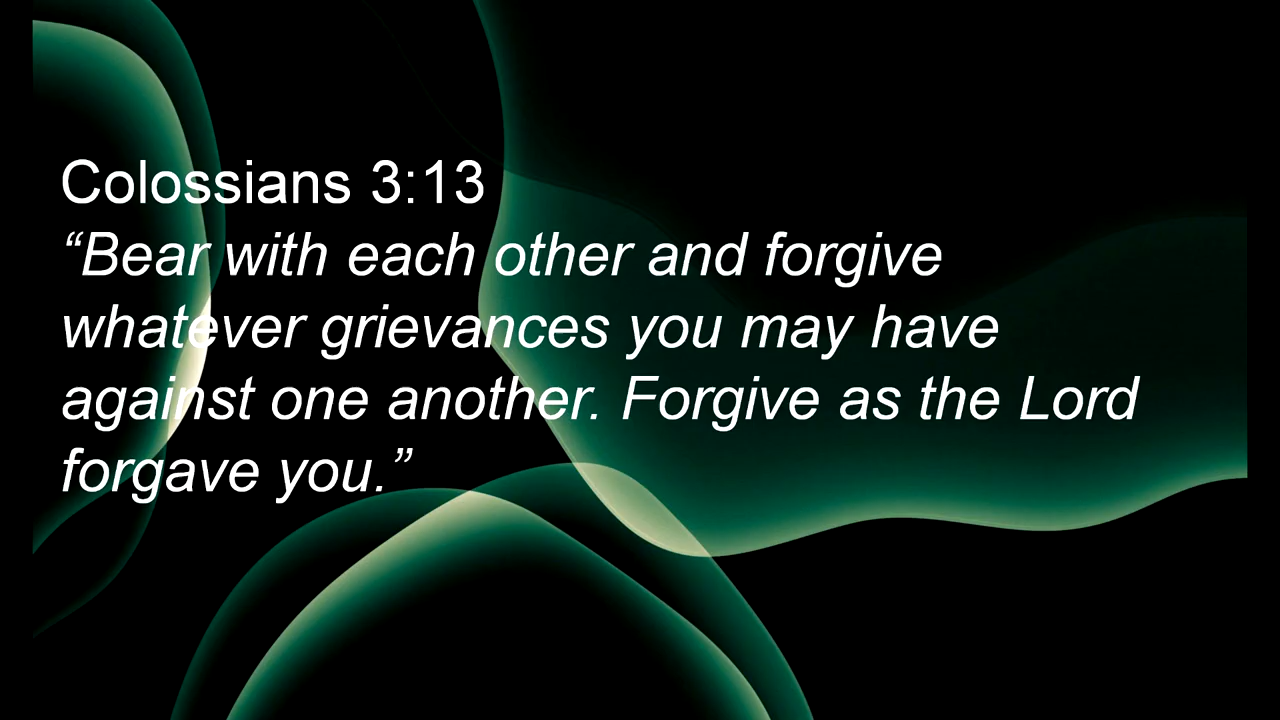 Colossians 3:13
“Bear with each other and forgive
whatever grievances you may have
against one another. Forgive as the Lord
forgave you.”